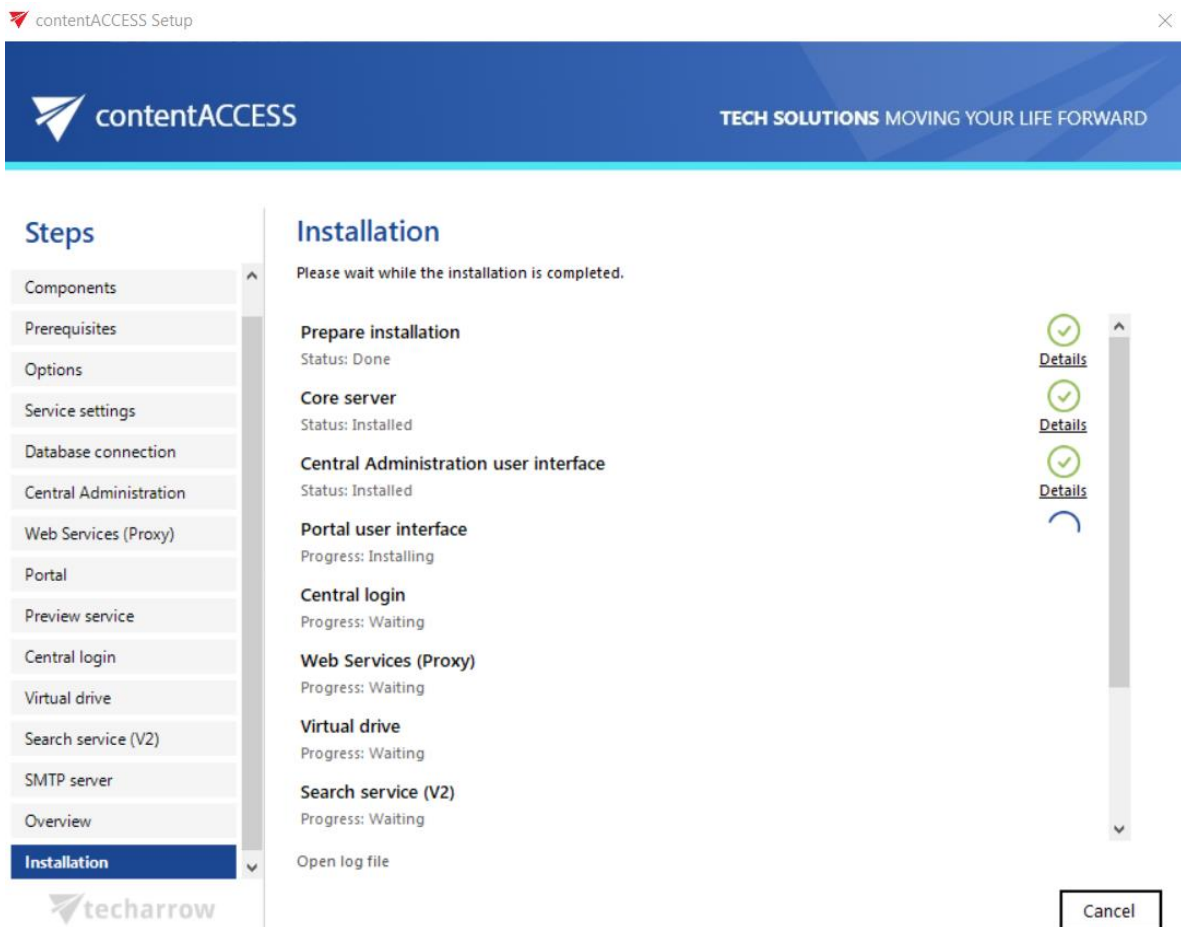 contentACCESS Setup
contentACCESS
TECH SOLUTIONS MOVING YOUR LIFE FORWARD
Steps
Components
Prerequisites
Options
Service settings
Database connection
Central Administration
Web Services (Proxy)
Portal
Preview service
Central login
Virtual drive
Search service (V2)
SMTP server
Overview
Installation
techarrow
Installation
Please wait while the installation is completed.
Prepare installation
Status: Done
Details
Core server
Status: Installed
Details
Central Administration user interface
Status: Installed
Details
Portal user interface
Progress: Installing
Central login
Progress: Waiting
Web Services (Proxy)
Progress: Waiting
Virtual drive
Progress: Waiting
Search service (V2)
Progress: Waiting
Open log file
Cancel